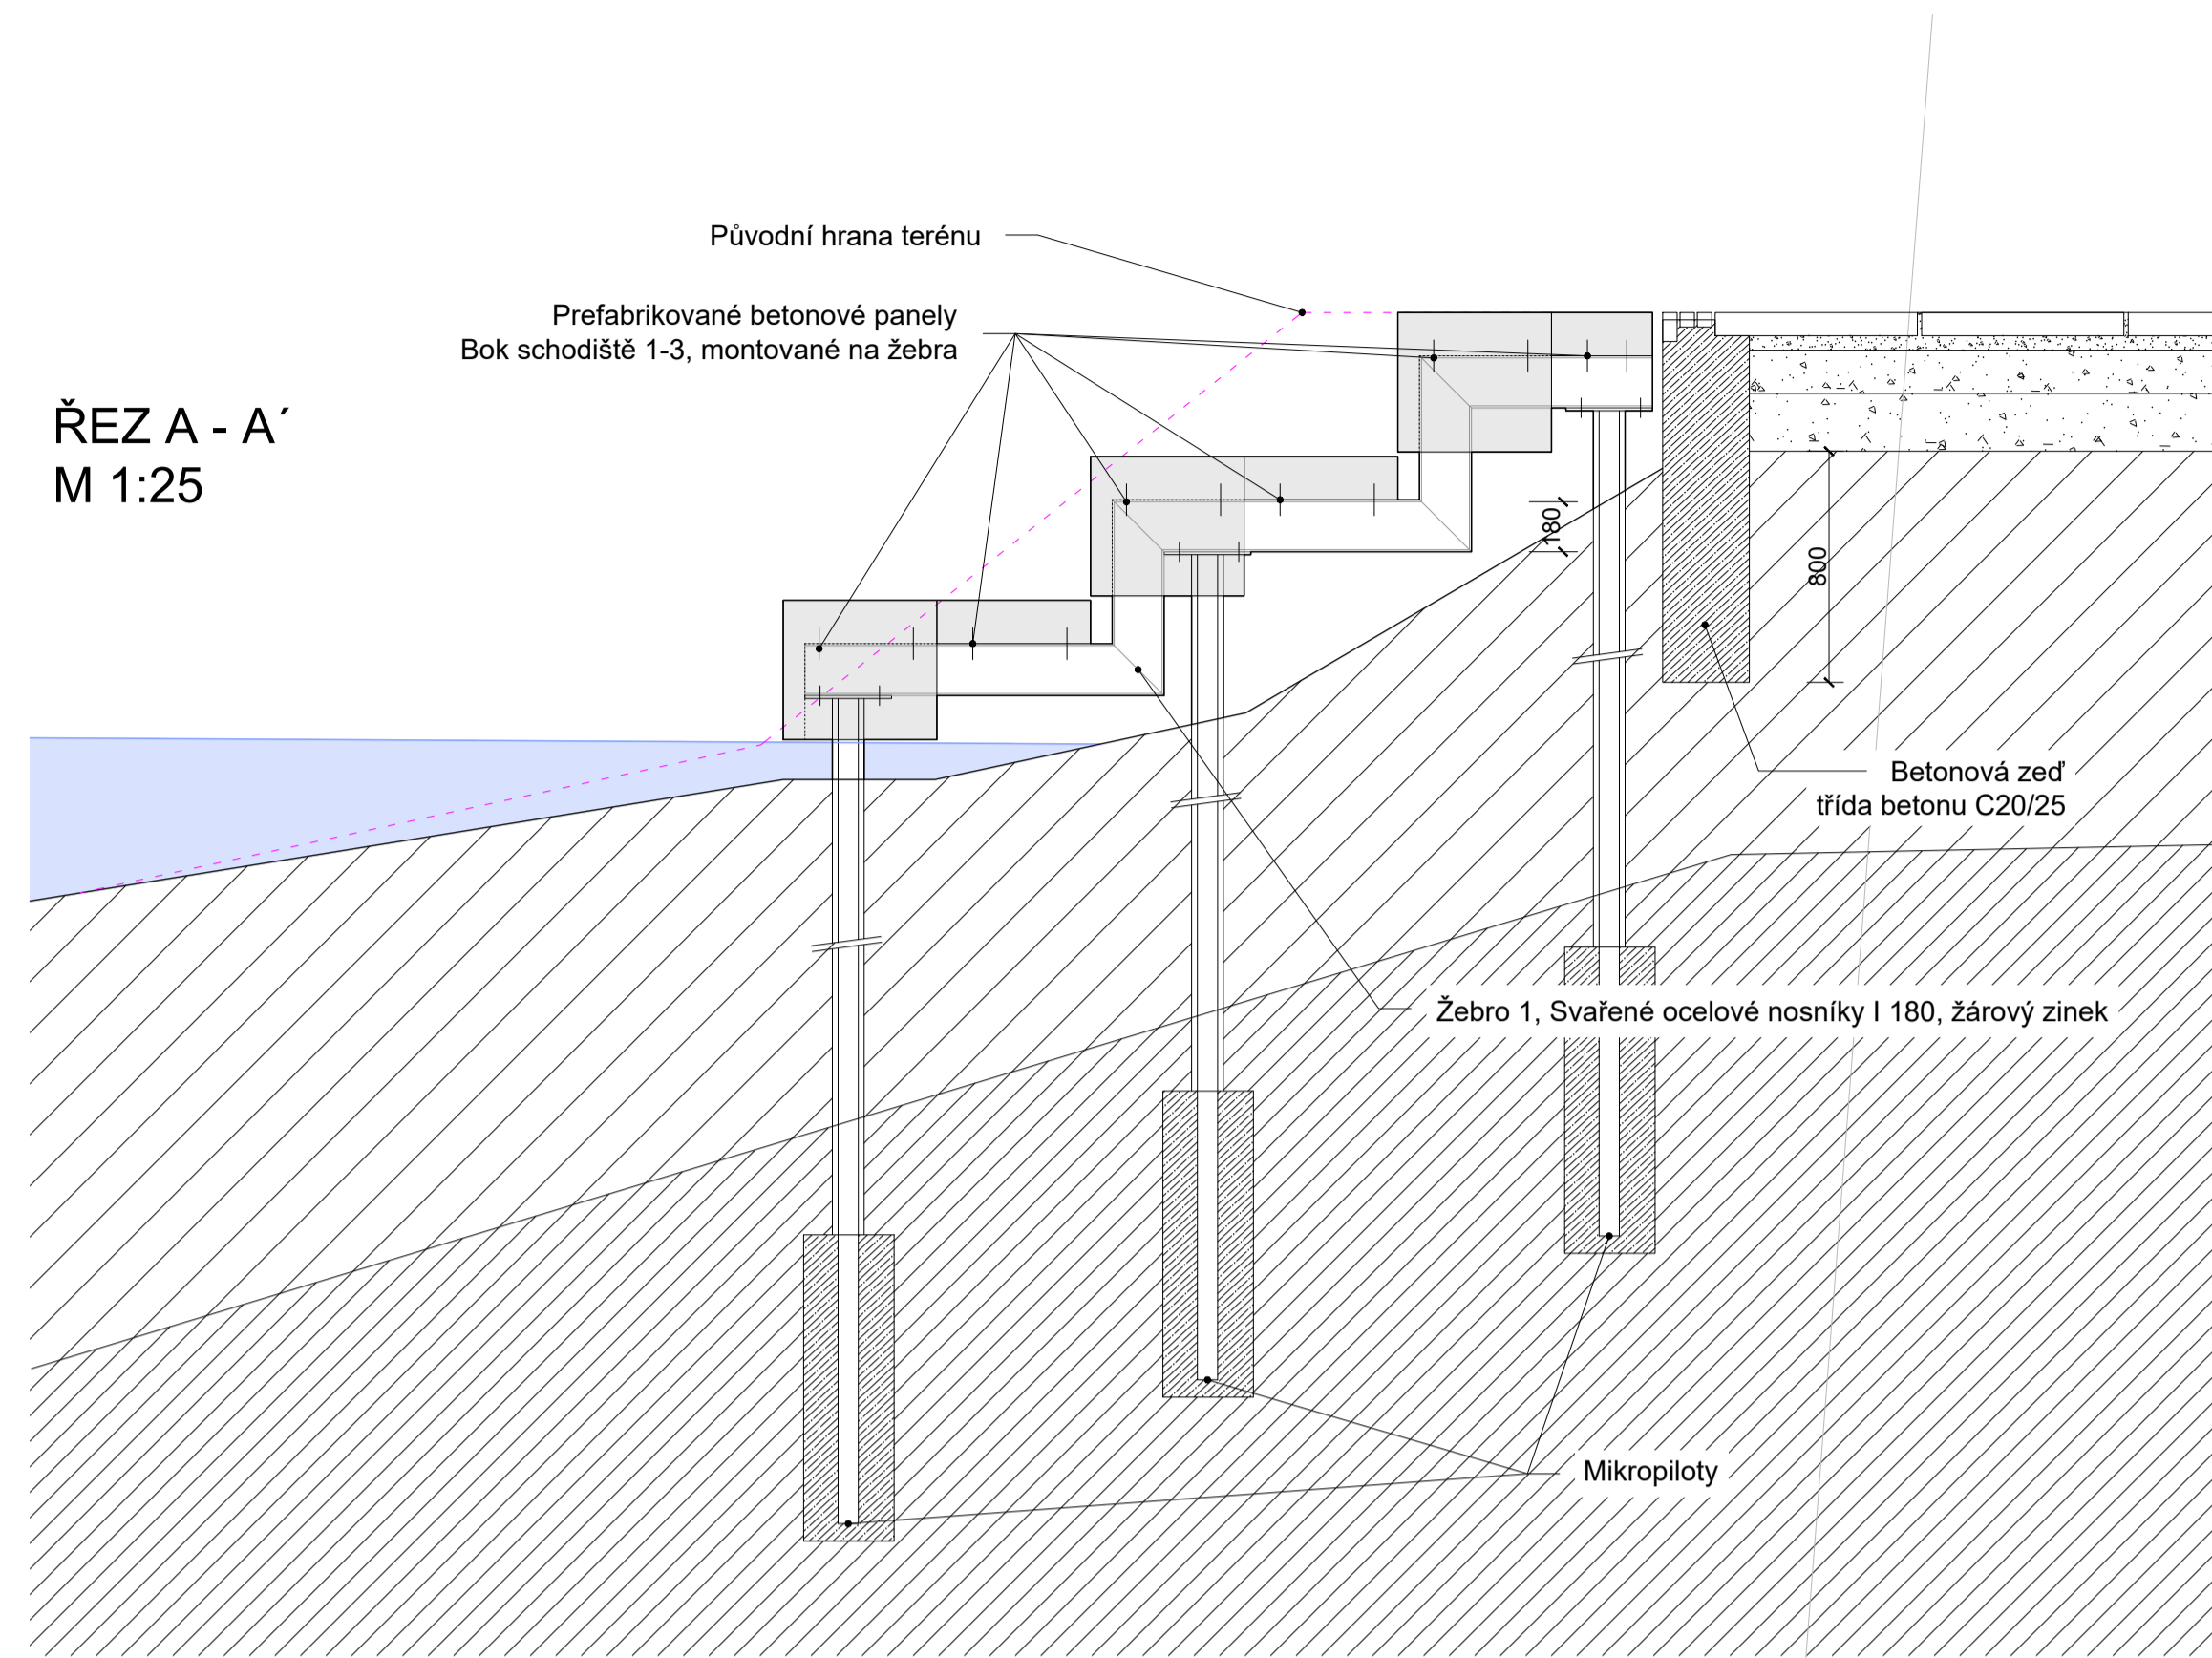 Původní hrana terénu
Prefabrikované betonové panely
Bok schodiště 1-3, montované na žebra
ŘEZ A - A´
M 1:25
180
800
Betonová zeď
třída betonu C20/25
Žebro 1, Svařené ocelové nosníky I 180, žárový zinek
Mikropiloty